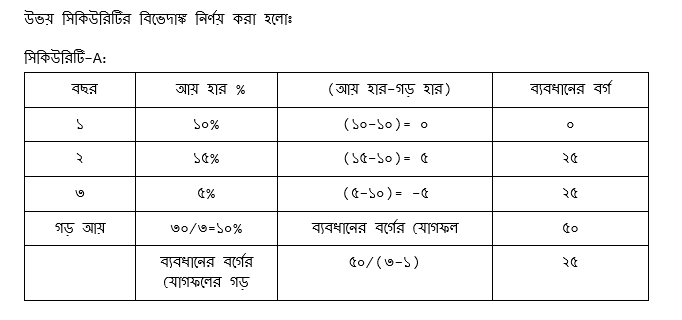 উভয় সিকিউরিটির বিভেদাঙ্ক নির্ণয় করা হলোঃ
সিকিউরিটি-A:
বছর আয় হার % (আয় হার-গড় হার) ব্যবধানের বর্গ
১ ১০% (১০-১০)= ০ ০
২ ১৫% (১৫-১০)= ৫ ২৫
৩ ৫% (৫-১০)= -৫ ২৫
গড় আয় ৩০/৩=১০% ব্যবধানের বর্গের যোগফল ৫০
ব্যবধানের বর্গের ৫০/(৩-১) ২৫
যোগফলের গড়